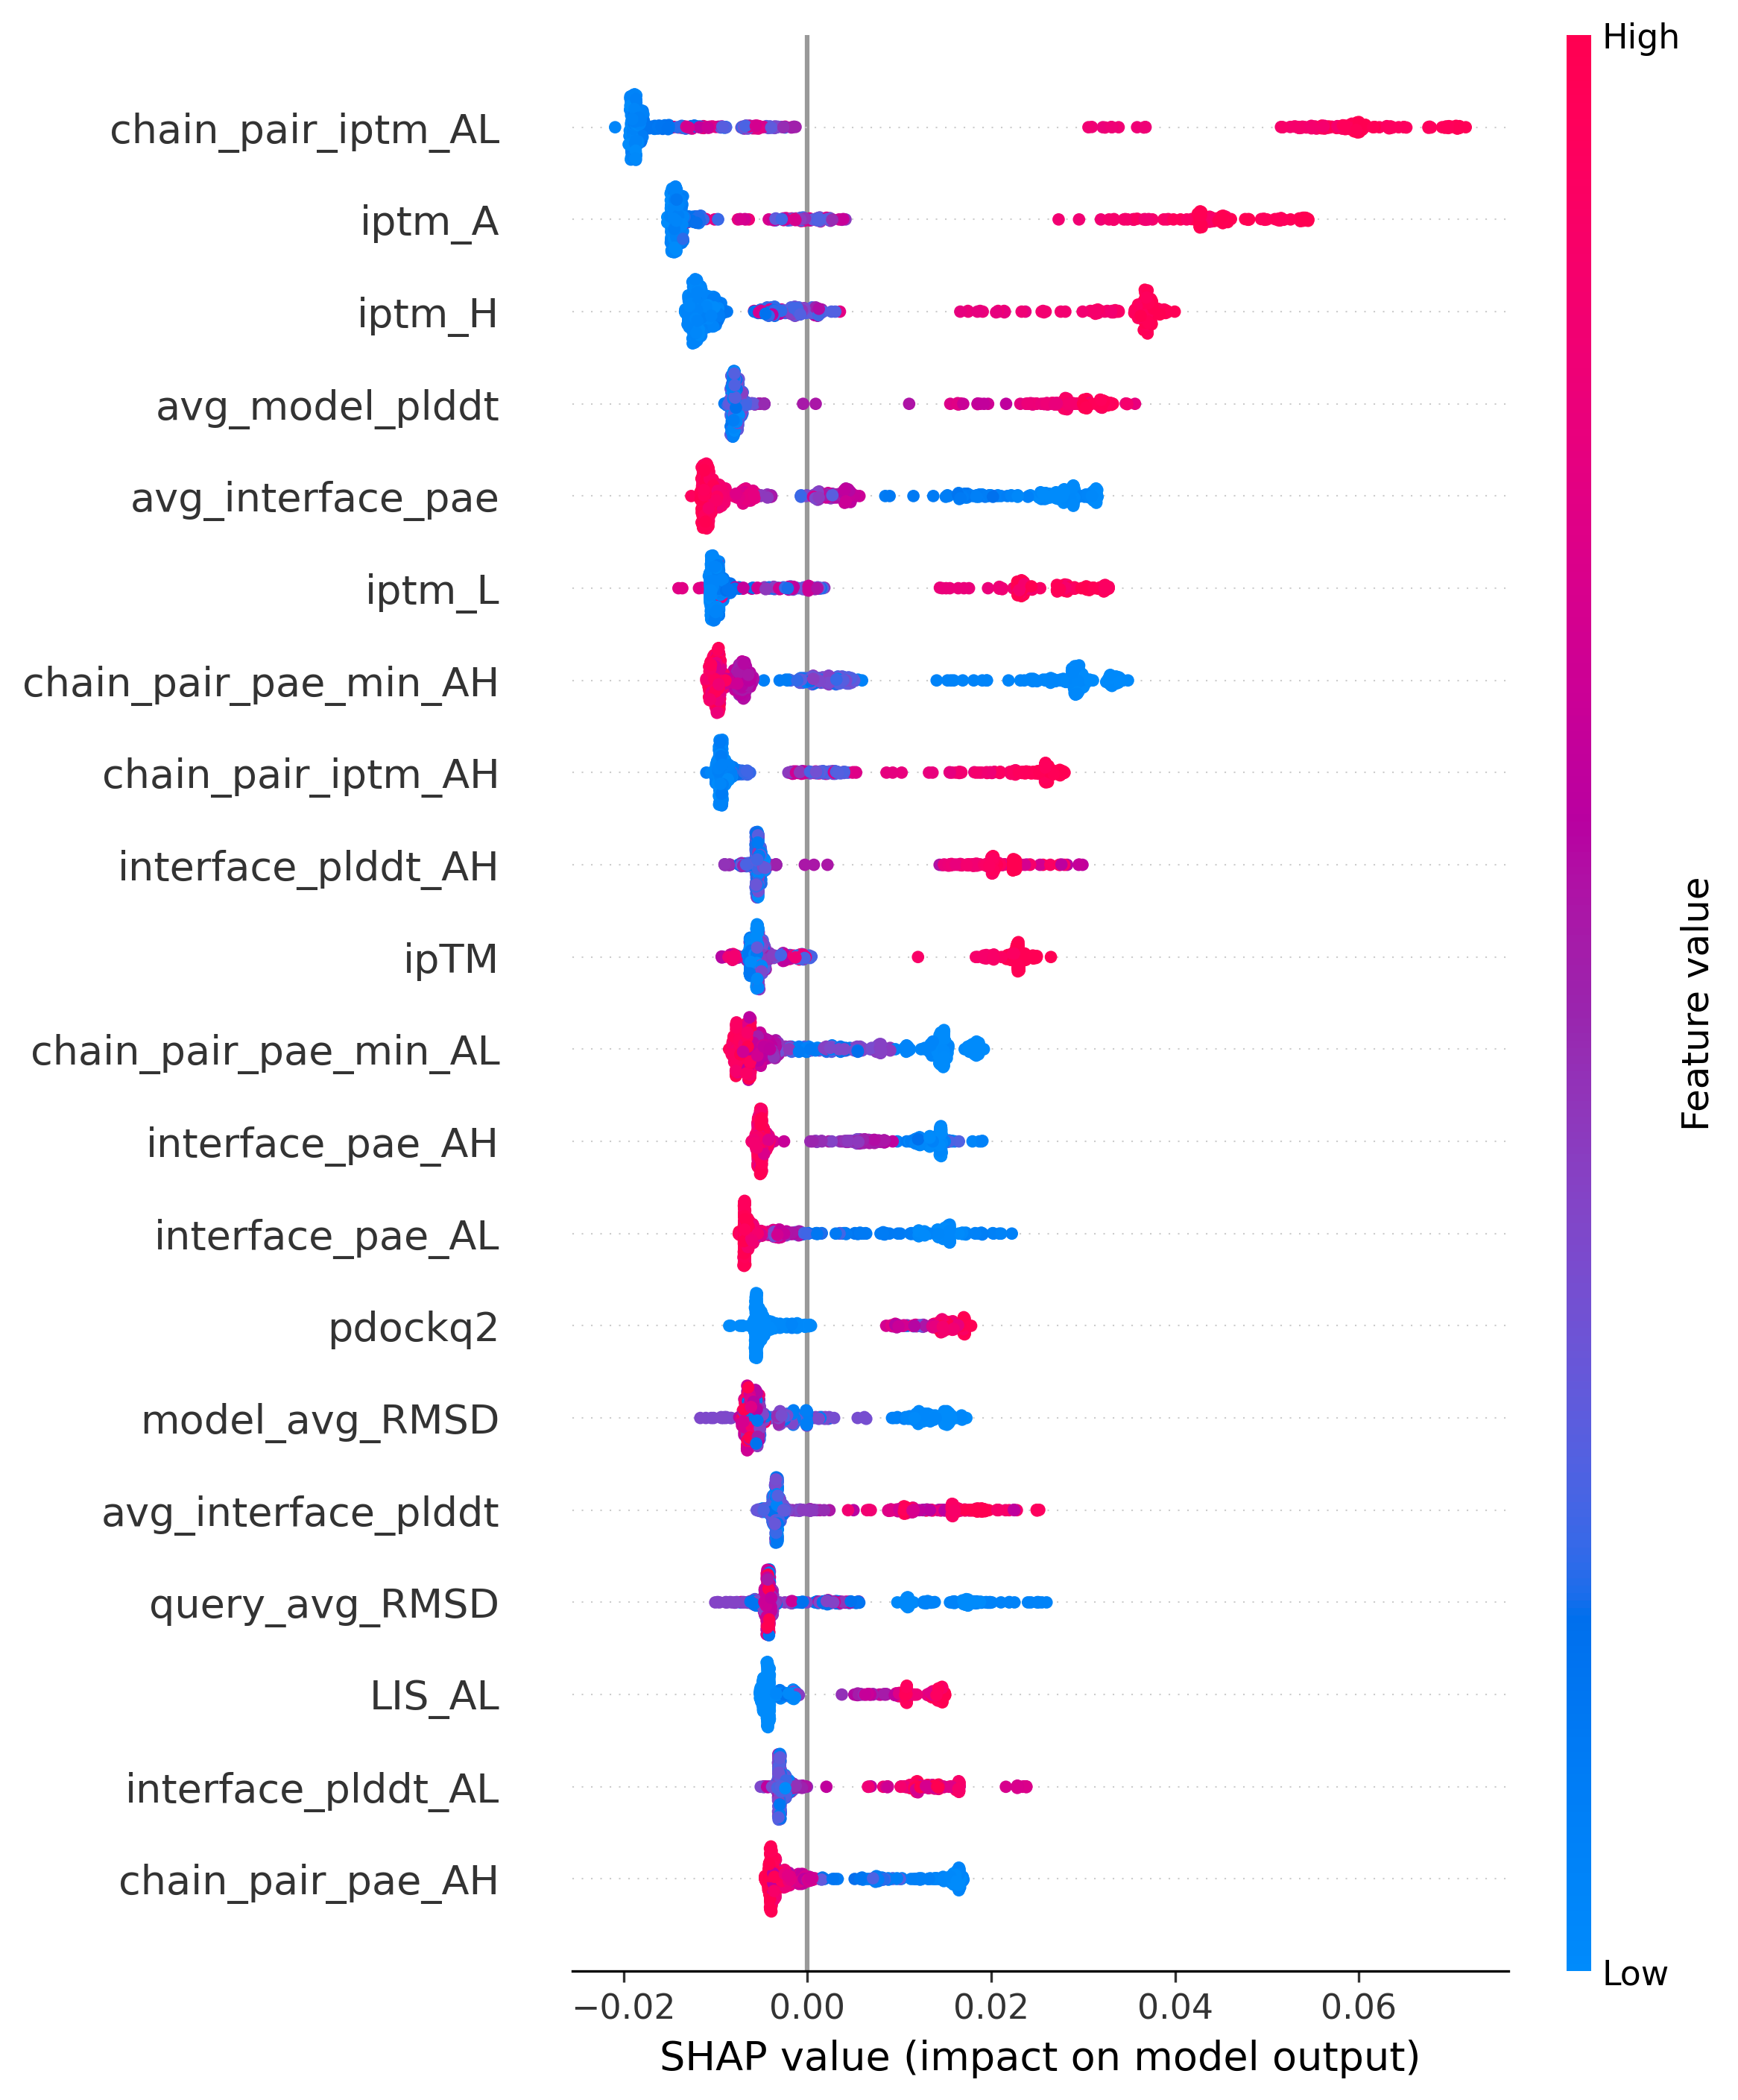 High
chain_pair_iptm_AL
iptm_A
iptm_H
avg_model_plddt
avg_interface_pae
iptm_L
chain_pair_pae_min_AH
chain_pair_iptm_AH
interface_plddt_AH
ipTM
chain_pair_pae_min_AL
interface_pae_AH
interface_pae_AL
pdockq2
model_avg_RMSD
avg_interface_plddt
query_avg_RMSD
LIS_AL
interface_plddt_AL
chain_pair_pae_AH
Feature value
Low
−0.02 0.00 0.02 0.04 0.06
SHAP value (impact on model output)